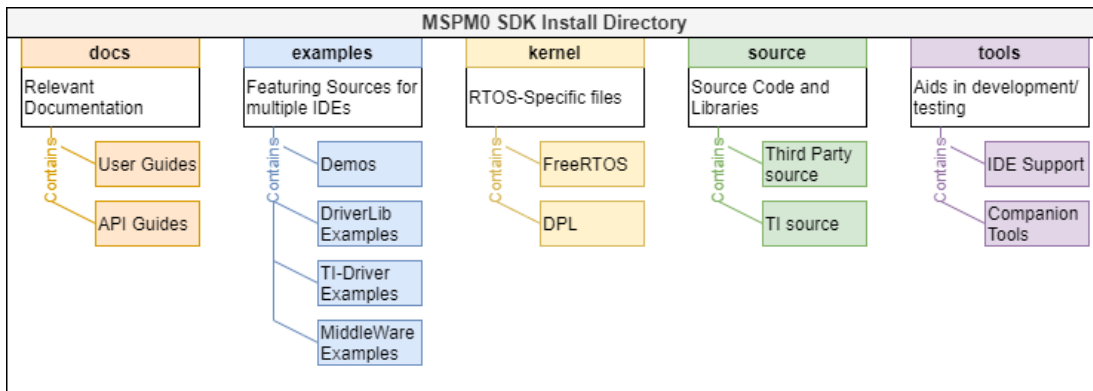 MSPM0 SDK Install Directory
docs
Relevant
Documentation
Contains
User Guides
API Guides
examples
Featuring Sources for
multiple IDEs
Contains
Demos
DriverLib
Examples
TI-Driver
Examples
MiddleWare
Examples
kernel
RTOS-Specific files
Contains
FreeRTOS
DPL
source
Source Code and
Libraries
Contains
Third Party
source
TI source
tools
Aids in development/
testing
Contains
IDE Support
Companion
Tools